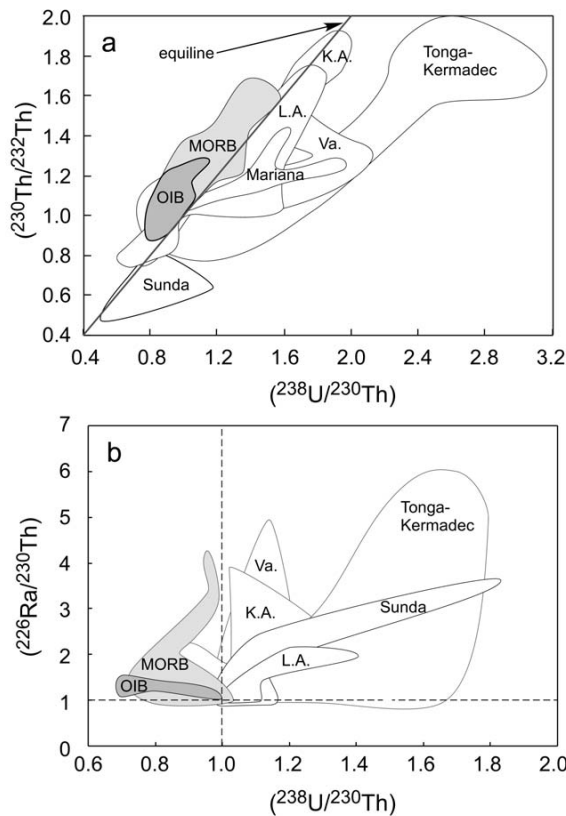 a
equiline
K.A.
Tonga-
Kermadec
L.A.
MORB
Va.
Mariana
OIB
Sunda
2.0
1.8
1.6
1.4
1.2
1.0
0.8
0.6
0.4
(²³⁰Th/²³²Th)
0.4 0.8 1.2 1.6 2.0 2.4 2.8 3.2
(²³⁸U/²³⁰Th)
b
Tonga-
Kermadec
Va.
K.A.
Sunda
MORB
L.A.
OIB
7
6
5
4
3
2
1
0
(²²⁶Ra/²³⁰Th)
0.6 0.8 1.0 1.2 1.4 1.6 1.8 2.0
(²³⁸U/²³⁰Th)